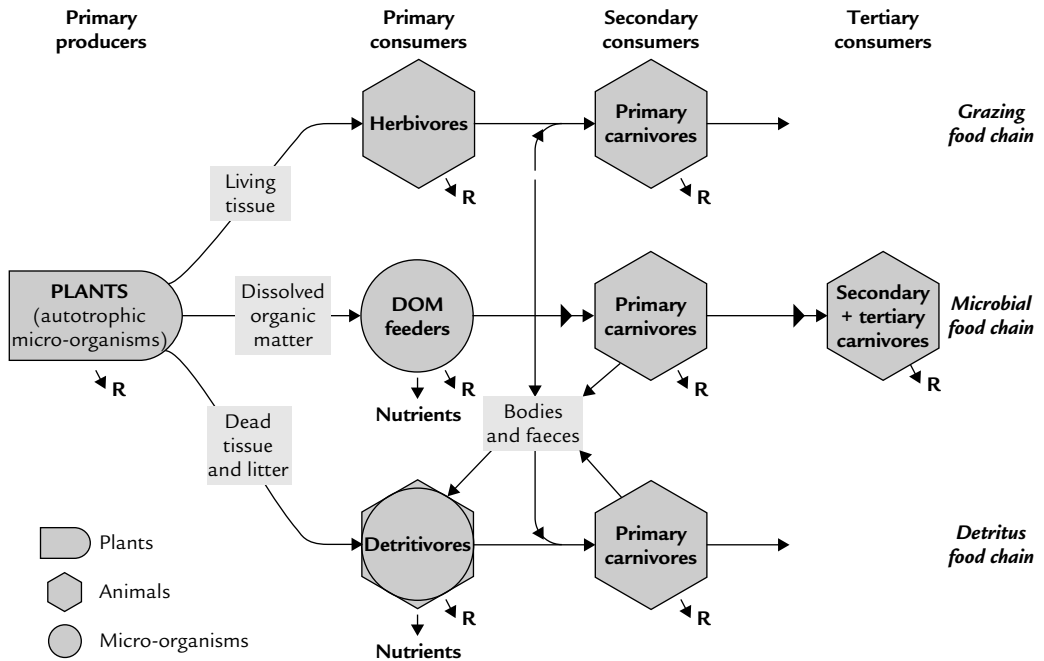 Primary
producers
Primary
consumers
Secondary
consumers
Tertiary
consumers
Herbivores
Primary
carnivores
Grazing
food chain
R
R
Living
tissue
PLANTS
(autotrophic
micro-organisms)
Dissolved
organic
matter
DOM
feeders
Primary
carnivores
Secondary
+ tertiary
carnivores
Microbial
food chain
R
R
R
R
Nutrients
Bodies
and faeces
Dead
tissue
and litter
Detritivores
Primary
carnivores
Detritus
food chain
R
R
Nutrients
Plants
Animals
Micro-organisms